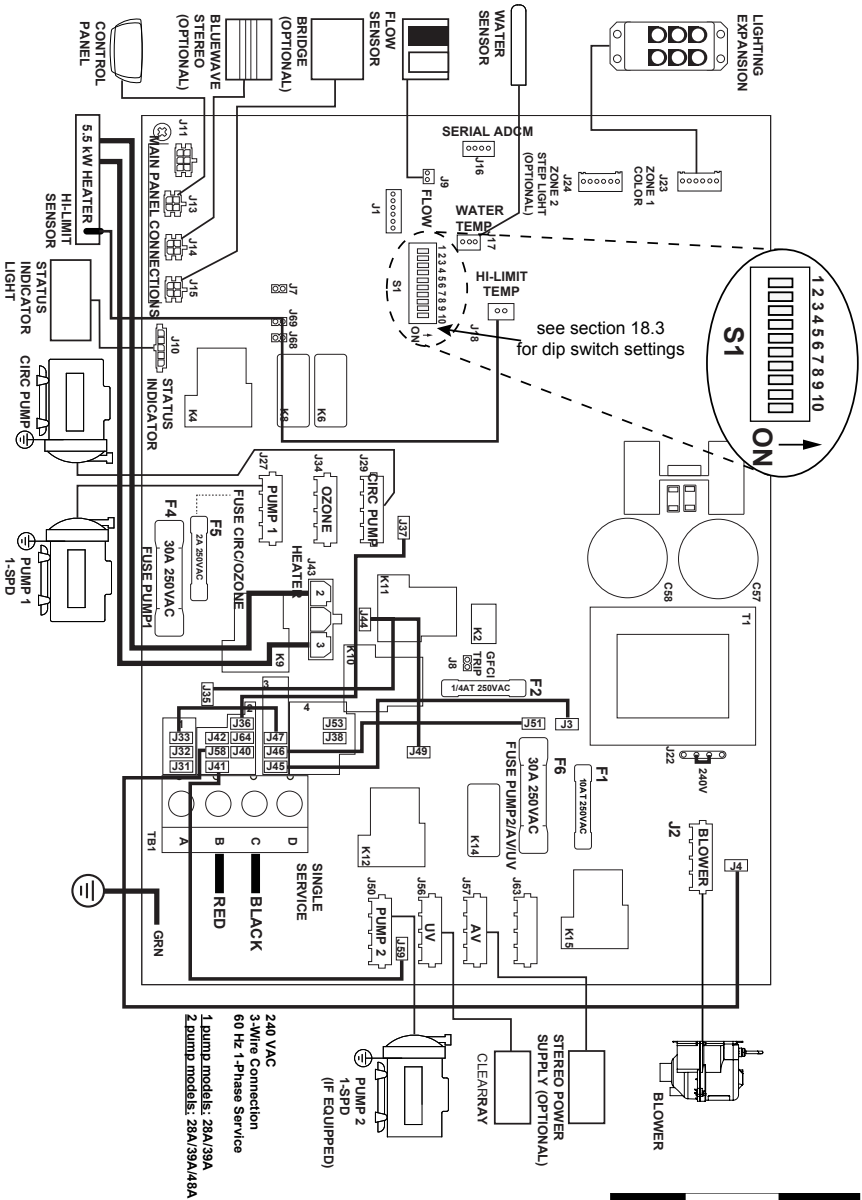 LIGHTING
EXPANSION
WATER
SENSOR
FLOW
SENSOR
BRIDGE
(OPTIONAL)
BLUEWAVE
STEREO
(OPTIONAL)
CONTROL
PANEL
SERIAL ADCM
J16
J23
ZONE 1
COLOR
J24
ZONE 2
STEP LIGHT
(OPTIONAL)
J9
FLOW
J1
WATER
TEMP
J17
1 2 3 4 5 6 7 8 9 10
S1
ON
HI-LIMIT
TEMP
J18
see section 18.3
for dip switch settings
1 2 3 4 5 6 7 8 9 10
S1
ON
J11
MAIN PANEL CONNECTIONS
J13
J14
J15
5.5 kW HEATER
HI-LIMIT
SENSOR
STATUS
INDICATOR
LIGHT
J10
STATUS
INDICATOR
J7
J69
J68
K4
K8
K6
CIRC PUMP
PUMP 1
1-SPD
J27
PUMP 1
J34
OZONE
J29
CIRC PUMP
J37
F4
30A 250VAC
FUSE PUMP1
F5
2A 250VAC
FUSE CIRC/OZONE
HEATER
J43
2
3
K9
K10
K11
J44
K2
J8
GFCI
TRIP
F2
1/4AT 250VAC
C58
C57
T1
J22
240V
J35
1
J33
J32
J31
2
J36
J42
J64
J58
J40
J41
3
J47
J46
J45
4
J53
J38
J51
J3
J49
F6
30A 250VAC
FUSE PUMP2/AV/UV
F1
10AT 250VAC
J2
BLOWER
J4
TB1
A
B
C
D
SINGLE
SERVICE
RED
BLACK
GRN
K12
K14
K15
J50
PUMP 2
J59
J56
UV
J57
AV
J63
240 VAC
3-Wire Connection
60 Hz 1-Phase Service
1 pump models: 28A/39A
2 pump models: 28A/39A/48A
PUMP 2
1-SPD
(IF EQUIPPED)
CLEARRAY
STEREO POWER
SUPPLY (OPTIONAL)
BLOWER